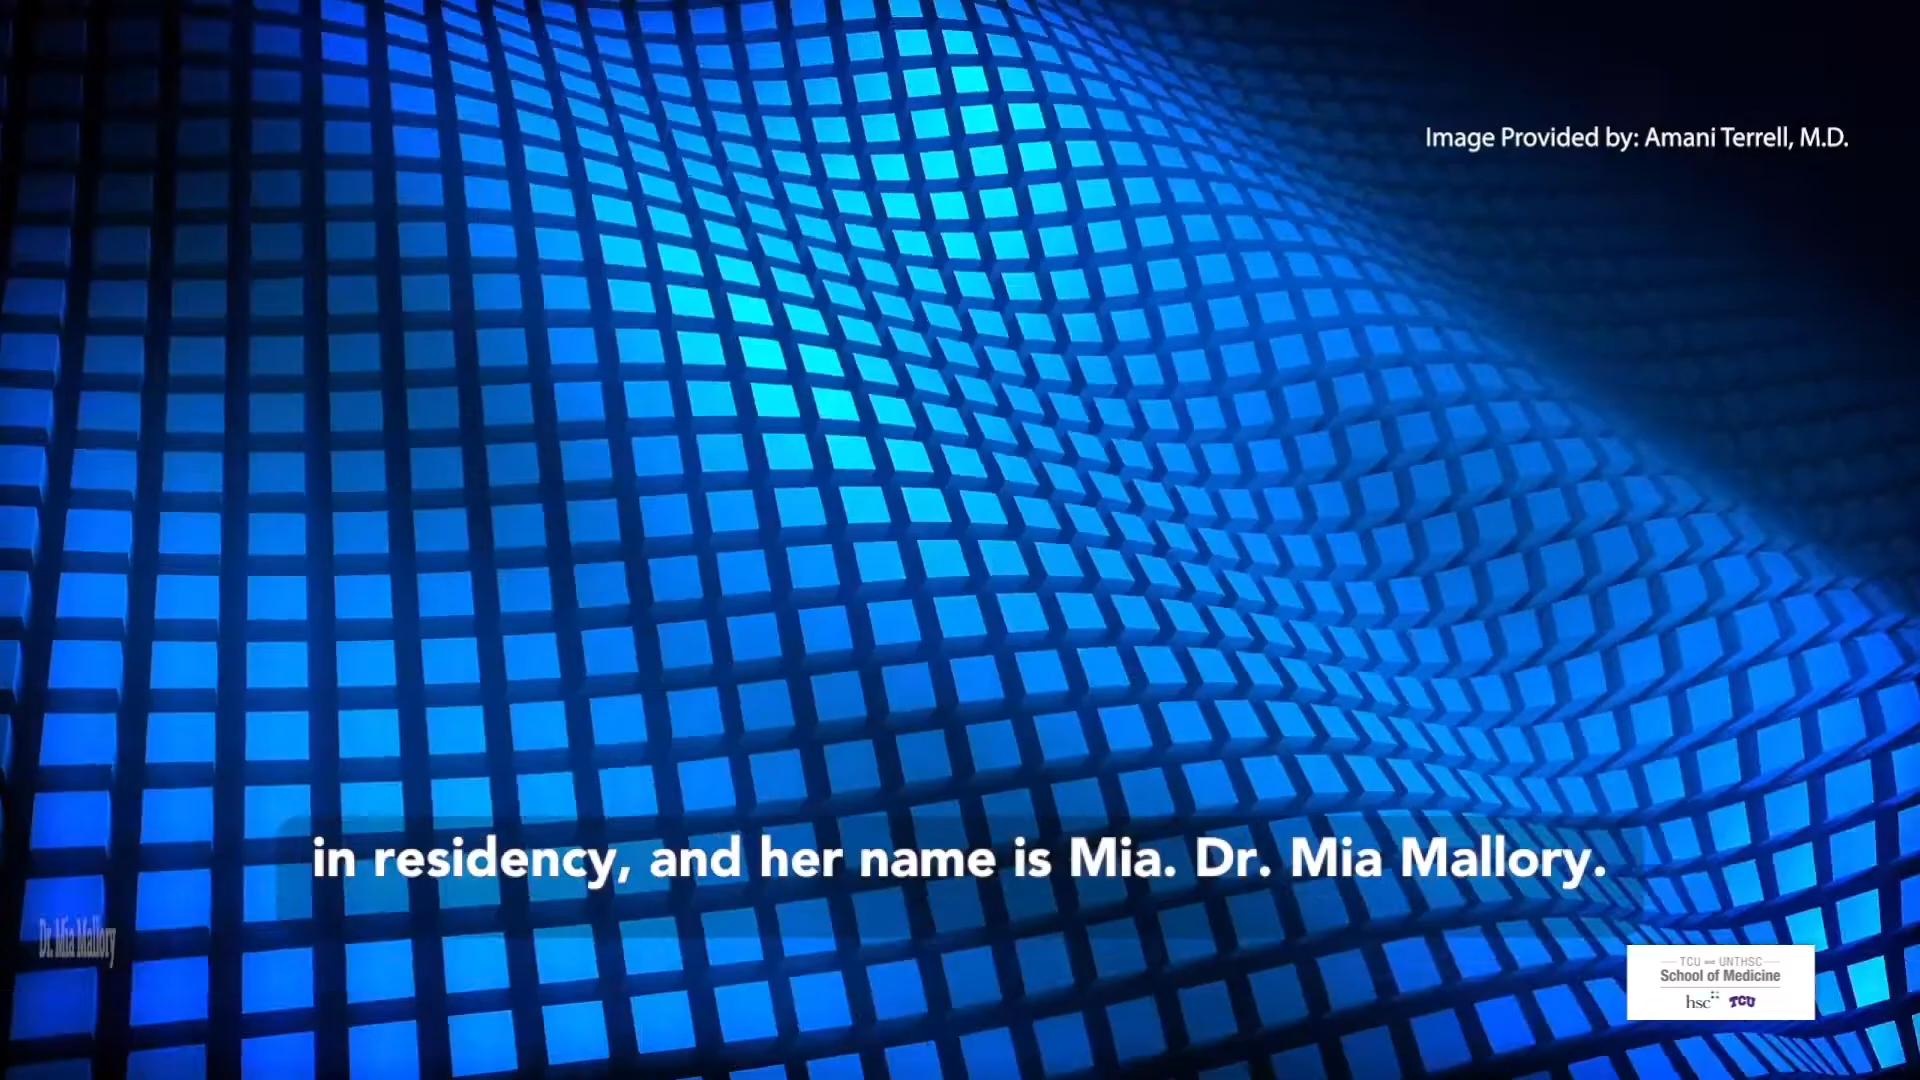 Image Provided by: Amani Terrell, M.D.
in residency, and her name is Mia. Dr. Mia Mallory.
Dr. Mia Mallory
TCU and UNTHSC
School of Medicine
hsc TCU